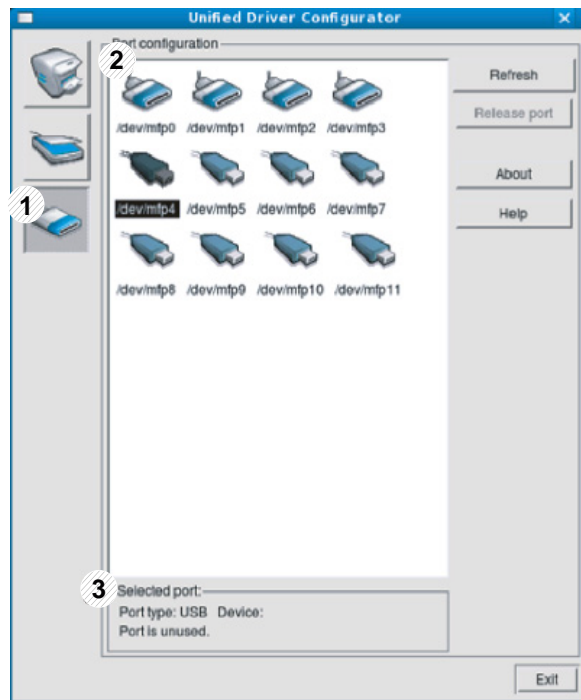 Unified Driver Configurator
Port configuration
2
/dev/mfp0 /dev/mfp1 /dev/mfp2 /dev/mfp3
/dev/mfp4 /dev/mfp5 /dev/mfp6 /dev/mfp7
/dev/mfp8 /dev/mfp9 /dev/mfp10 /dev/mfp11
Refresh
Release port
About
Help
1
3
Selected port:
Port type: USB Device:
Port is unused.
Exit